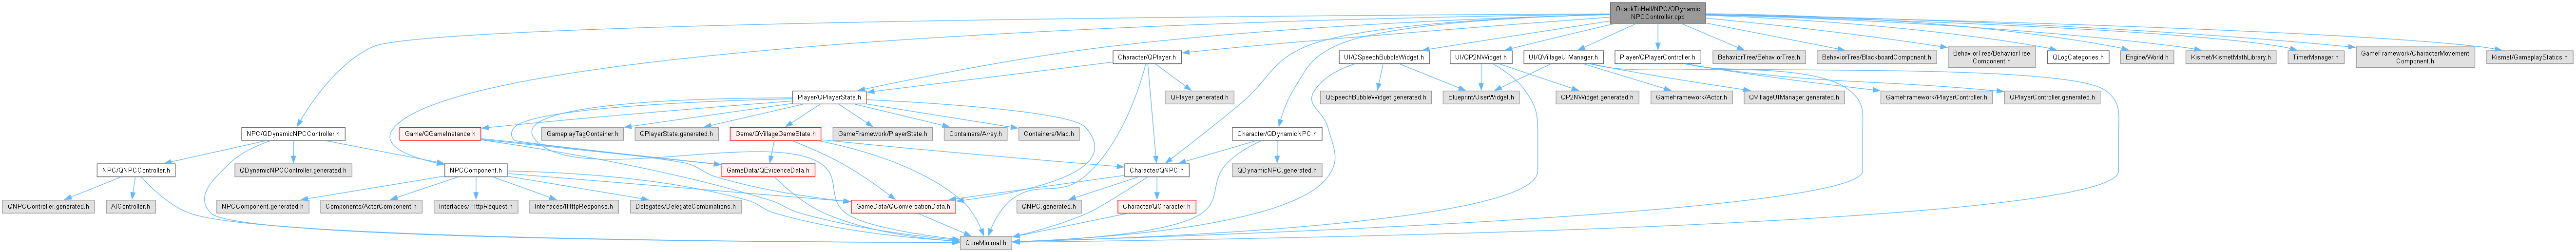 QuackToHell/NPC/QDynamic
NPCController.cpp
Character/QPlayer.h
UI/QSpeechBubbleWidget.h
UI/QP2NWidget.h
UI/QVillageUIManager.h
Player/QPlayerController.h
BehaviorTree/BehaviorTree.h
BehaviorTree/BlackboardComponent.h
BehaviorTree/BehaviorTree
Component.h
QLogCategories.h
Engine/World.h
Kismet/KismetMathLibrary.h
TimerManager.h
GameFramework/CharacterMovement
Component.h
Kismet/GameplayStatics.h
Player/QPlayerState.h
QPlayer.generated.h
QSpeechBubbleWidget.generated.h
Blueprint/UserWidget.h
QP2NWidget.generated.h
GameFramework/Actor.h
QVillageUIManager.generated.h
GameFramework/PlayerController.h
QPlayerController.generated.h
NPC/QDynamicNPCController.h
Game/QGameInstance.h
GameplayTagContainer.h
QPlayerState.generated.h
Game/QVillageGameState.h
GameFramework/PlayerState.h
Containers/Array.h
Containers/Map.h
Character/QDynamicNPC.h
NPC/QNPCController.h
QDynamicNPCController.generated.h
NPCComponent.h
GameData/QEvidenceData.h
Character/QNPC.h
QDynamicNPC.generated.h
QNPCController.generated.h
AIController.h
NPCComponent.generated.h
Components/ActorComponent.h
Interfaces/IHttpRequest.h
Interfaces/IHttpResponse.h
Delegates/DelegateCombinations.h
GameData/QConversationData.h
QNPC.generated.h
Character/QCharacter.h
CoreMinimal.h